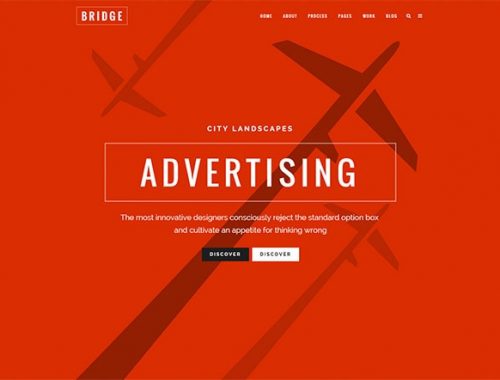 BRIDGE
HOME ABOUT PROCESS PAGES WORK BLOG
CITY LANDSCAPES
ADVERTISING
The most innovative designers consciously reject the standard option box
and cultivate an appetite for thinking wrong
DISCOVER DISCOVER